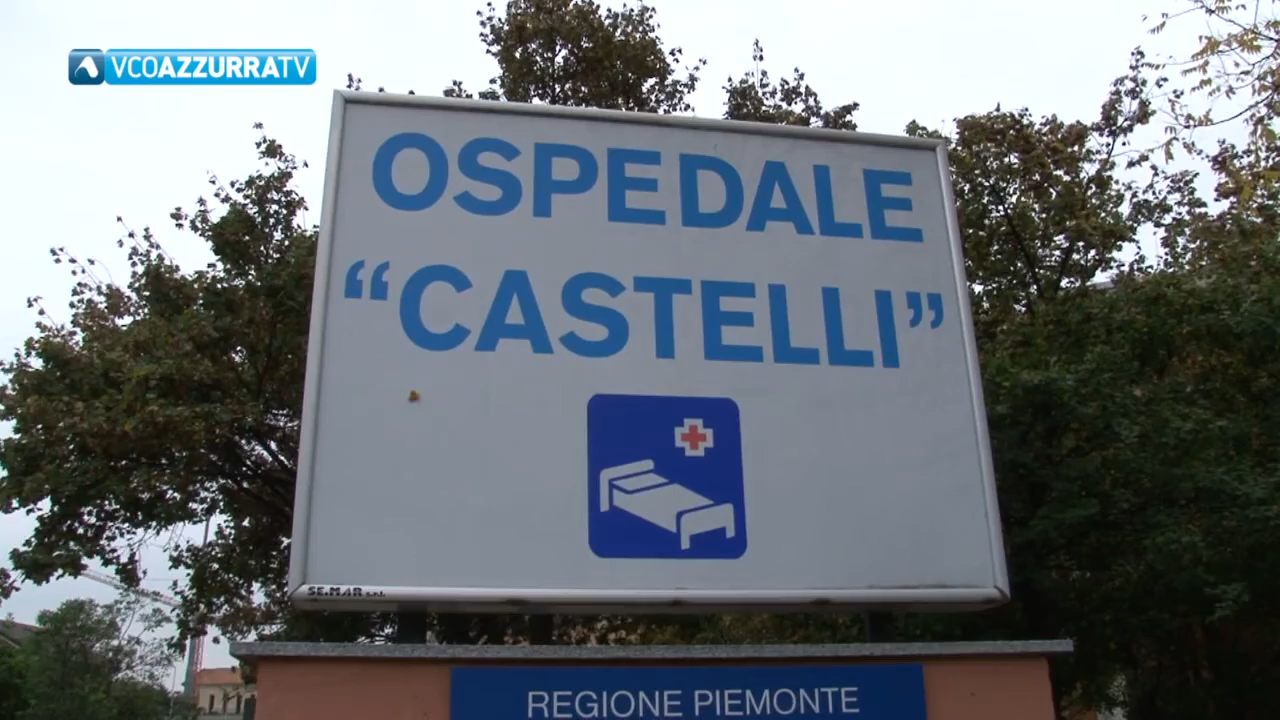 VCOAZZURRATV
OSPEDALE
“CASTELLI”
SE.MAR s.r.l.
REGIONE PIEMONTE